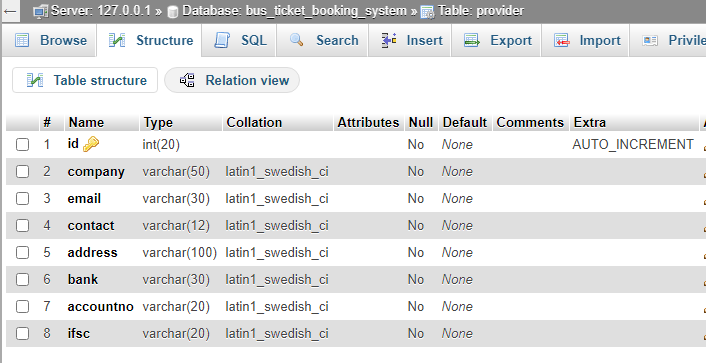 Server: 127.0.0.1 » Database: bus_ticket_booking_system » Table: provider
Browse Structure SQL Search Insert Export Import
Table structure Relation view
# Name Type Collation Attributes Null Default Comments Extra
1 id int(20) No None AUTO_INCREMENT
2 company varchar(50) latin1_swedish_ci No None
3 email varchar(30) latin1_swedish_ci No None
4 contact varchar(12) latin1_swedish_ci No None
5 address varchar(100) latin1_swedish_ci No None
6 bank varchar(30) latin1_swedish_ci No None
7 accountno varchar(20) latin1_swedish_ci No None
8 ifsc varchar(20) latin1_swedish_ci No None